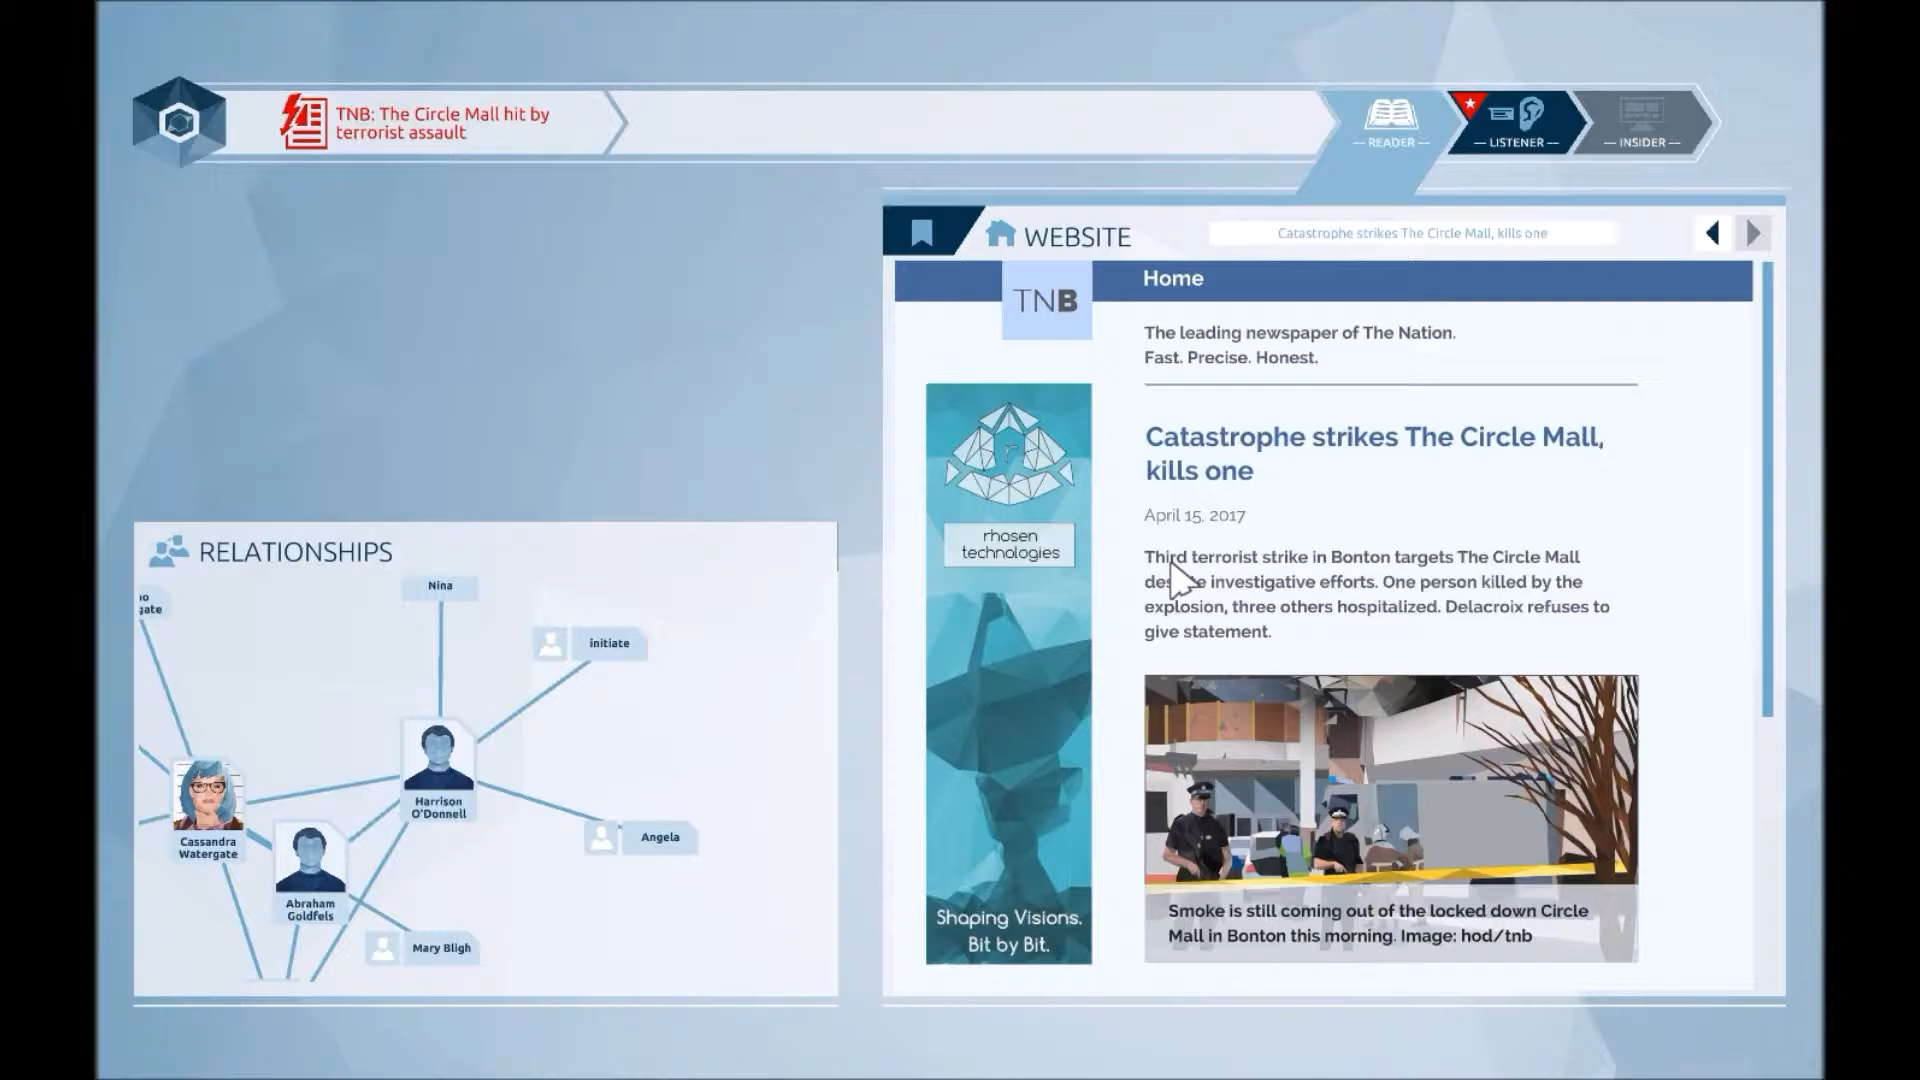 TNB: The Circle Mall hit by
terrorist assault
— READER —
— LISTENER —
— INSIDER —
WEBSITE
Catastrophe strikes The Circle Mall, kills one
TNB
Home
The leading newspaper of The Nation.
Fast. Precise. Honest.
Catastrophe strikes The Circle Mall,
kills one
April 15, 2017
Third terrorist strike in Bonton targets The Circle Mall
investigative efforts. One person killed by the
explosion, three others hospitalized. Delacroix refuses to
give statement.
Smoke is still coming out of the locked down Circle
Mall in Bonton this morning. Image: hod/tnb
r
rhosen
technologies
Shaping Visions.
Bit by Bit.
RELATIONSHIPS
Nina
initiate
Harrison
O'Donnell
Cassandra
Watergate
Angela
Abraham
Goldfels
Mary Bligh